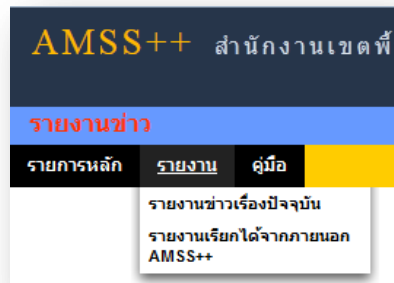 AMSS++ สำนักงานเขตพื้
รายงานข่าว
รายการหลัก รายงาน คู่มือ
รายงานข่าวเรื่องปัจจุบัน
รายงานเรียกได้จากภายนอก
AMSS++